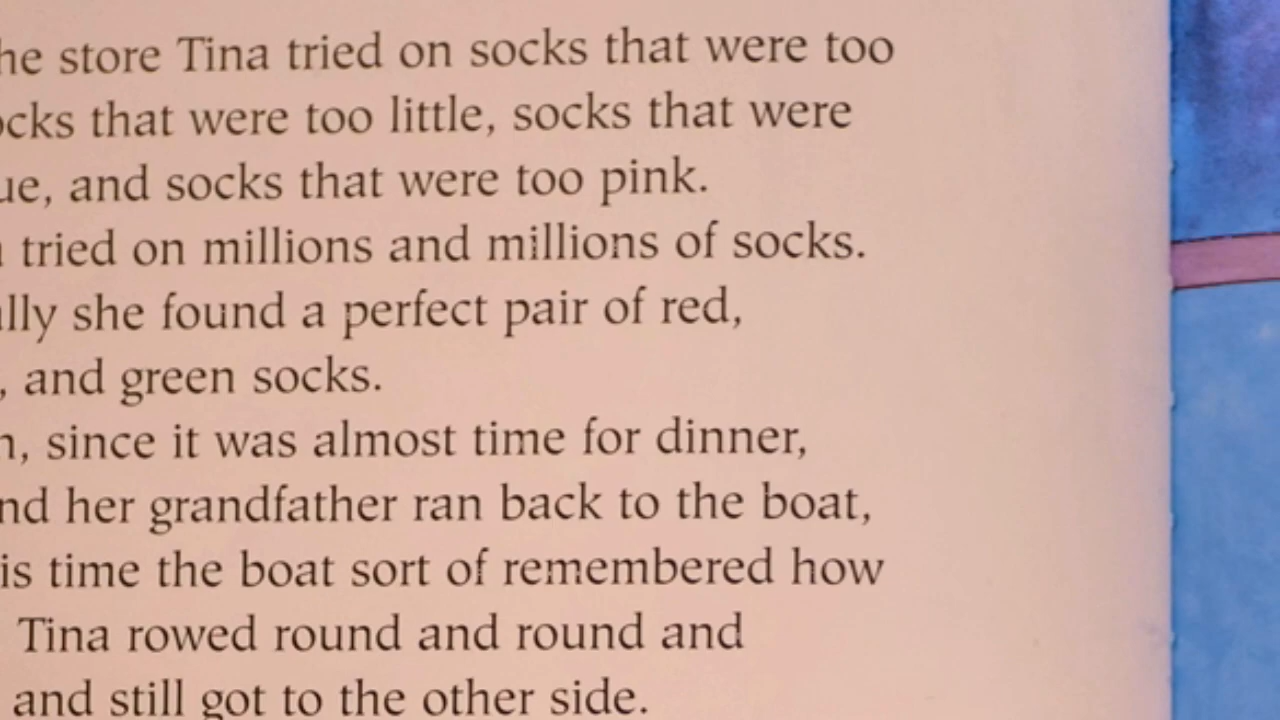 he store Tina tried on socks that were too
ocks that were too little, socks that were
ue, and socks that were too pink.
tried on millions and millions of socks.
ally she found a perfect pair of red,
, and green socks.
n, since it was almost time for dinner,
nd her grandfather ran back to the boat,
is time the boat sort of remembered how
Tina rowed round and round and
and still got to the other side.